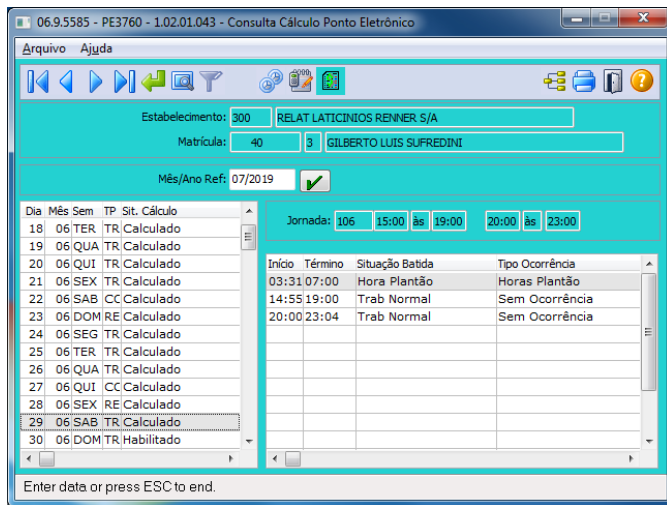 06.9.5585 - PE3760 - 1.02.01.043 - Consulta Cálculo Ponto Eletrônico
Arquivo Ajuda
Estabelecimento: 300 RELAT LATICINIOS RENNER S/A
Matrícula: 40 3 GILBERTO LUIS SUFREDINI
Mês/Ano Ref: 07/2019
Dia Mês Sem TP Sit. Cálculo
18 06 TER TR Calculado
19 06 QUA TR Calculado
20 06 QUI TR Calculado
21 06 SEX TR Calculado
22 06 SAB CC Calculado
23 06 DOM RE Calculado
24 06 SEG TR Calculado
25 06 TER TR Calculado
26 06 QUA TR Calculado
27 06 QUI CC Calculado
28 06 SEX RE Calculado
29 06 SAB TR Calculado
30 06 DOM TR Habilitado
Jornada: 106 15:00 às 19:00 20:00 às 23:00
Início Término Situação Batida Tipo Ocorrência
03:31 07:00 Hora Plantão Horas Plantão
14:55 19:00 Trab Normal Sem Ocorrência
20:00 23:04 Trab Normal Sem Ocorrência
Enter data or press ESC to end.